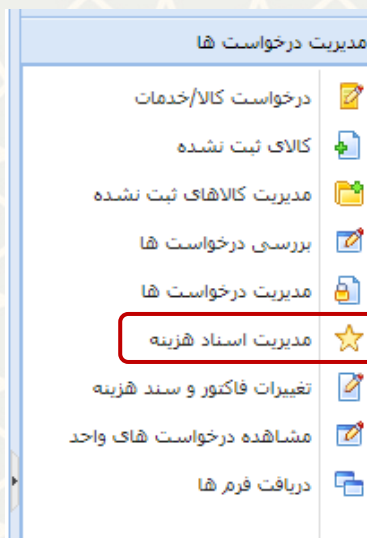 مدیریت درخواست ها
درخواست کالا/خدمات
کالای ثبت نشده
مدیریت کالاهای ثبت نشده
بررسی درخواست ها
مدیریت درخواست ها
مدیریت اسناد هزینه
تغییرات فاکتور و سند هزینه
مشاهده درخواست های واحد
دریافت فرم ها